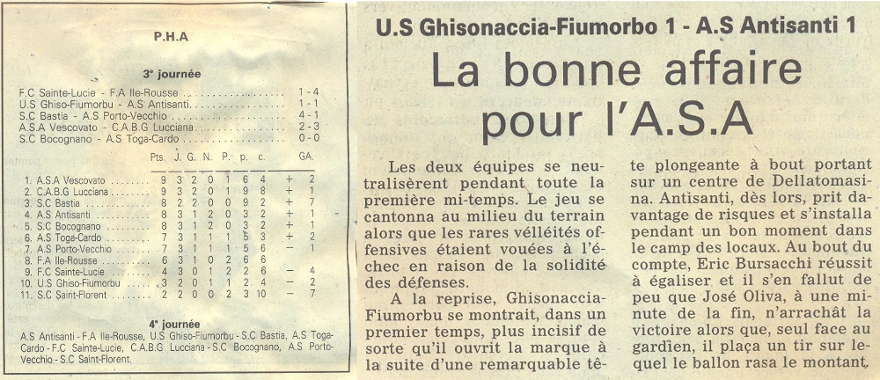 P.H.A
3e journée
F.C Sainte-Lucie - F.A Ile-Rousse 1-4
U.S Ghiso-Fiumorbu - A.S Antisanti 1-1
S.C Bastia - A.S Porto-Vecchio 4-1
A.S.A Vescovato - C.A.B.G Lucciana 2-3
S.C Bocognano - A.S Toga-Cardo 0-0
Pts. J. G. N. P. p. c. GA.
1. A.S.A Vescovato 9 3 2 0 1 6 4 + 2
2. C.A.B.G Lucciana 9 3 2 0 1 9 8 + 1
3. S.C Bastia 8 2 2 0 0 9 2 + 7
4. A.S Antisanti 8 3 1 2 0 3 2 + 1
5. S.C Bocognano 8 3 1 2 0 3 2 + 1
6. A.S Toga-Cardo 7 3 1 1 1 5 3 + 2
7. A.S Porto-Vecchio 7 3 1 1 1 5 6 - 1
8. F.A Ile-Rousse 6 3 1 0 2 6 6
9. F.C Sainte-Lucie 4 3 0 1 2 2 6 - 4
10. U.S Ghiso-Fiumorbu 3 2 0 1 1 2 4 - 2
11. S.C Saint-Florent 2 2 0 0 2 3 10 - 7
4e journée
A.S Antisanti - F.A Ile-Rousse, U.S Ghiso-Fiumorbu - S.C Bastia, A.S Toga-
Cardo - F.C Sainte-Lucie, C.A.B.G Lucciana - S.C Bocognano, A.S Porto-
Vecchio - S.C Saint-Florent.
U.S Ghisonaccia-Fiumorbo 1 - A.S Antisanti 1
La bonne affaire
pour l'A.S.A
Les deux équipes se neu-
tralisèrent pendant toute la
première mi-temps. Le jeu se
cantonna au milieu du terrain
alors que les rares vélléités of-
fensives étaient vouées à l'é-
chec en raison de la solidité
des défenses.
A la reprise, Ghisonaccia-
Fiumorbu se montrait, dans un
premier temps, plus incisif de
sorte qu'il ouvrit la marque à
la suite d'une remarquable tê-
te plongeante à bout portant
sur un centre de Dellatomasi-
na. Antisanti, dès lors, prit da-
vantage de risques et s'installa
pendant un bon moment dans
le camp des locaux. Au bout du
compte, Eric Bursacchi réussit
à égaliser et il s'en fallut de
peu que José Oliva, à une mi-
nute de la fin, n'arrachât la
victoire alors que, seul face au
gardien, il plaça un tir sur le-
quel le ballon rasa le montant.